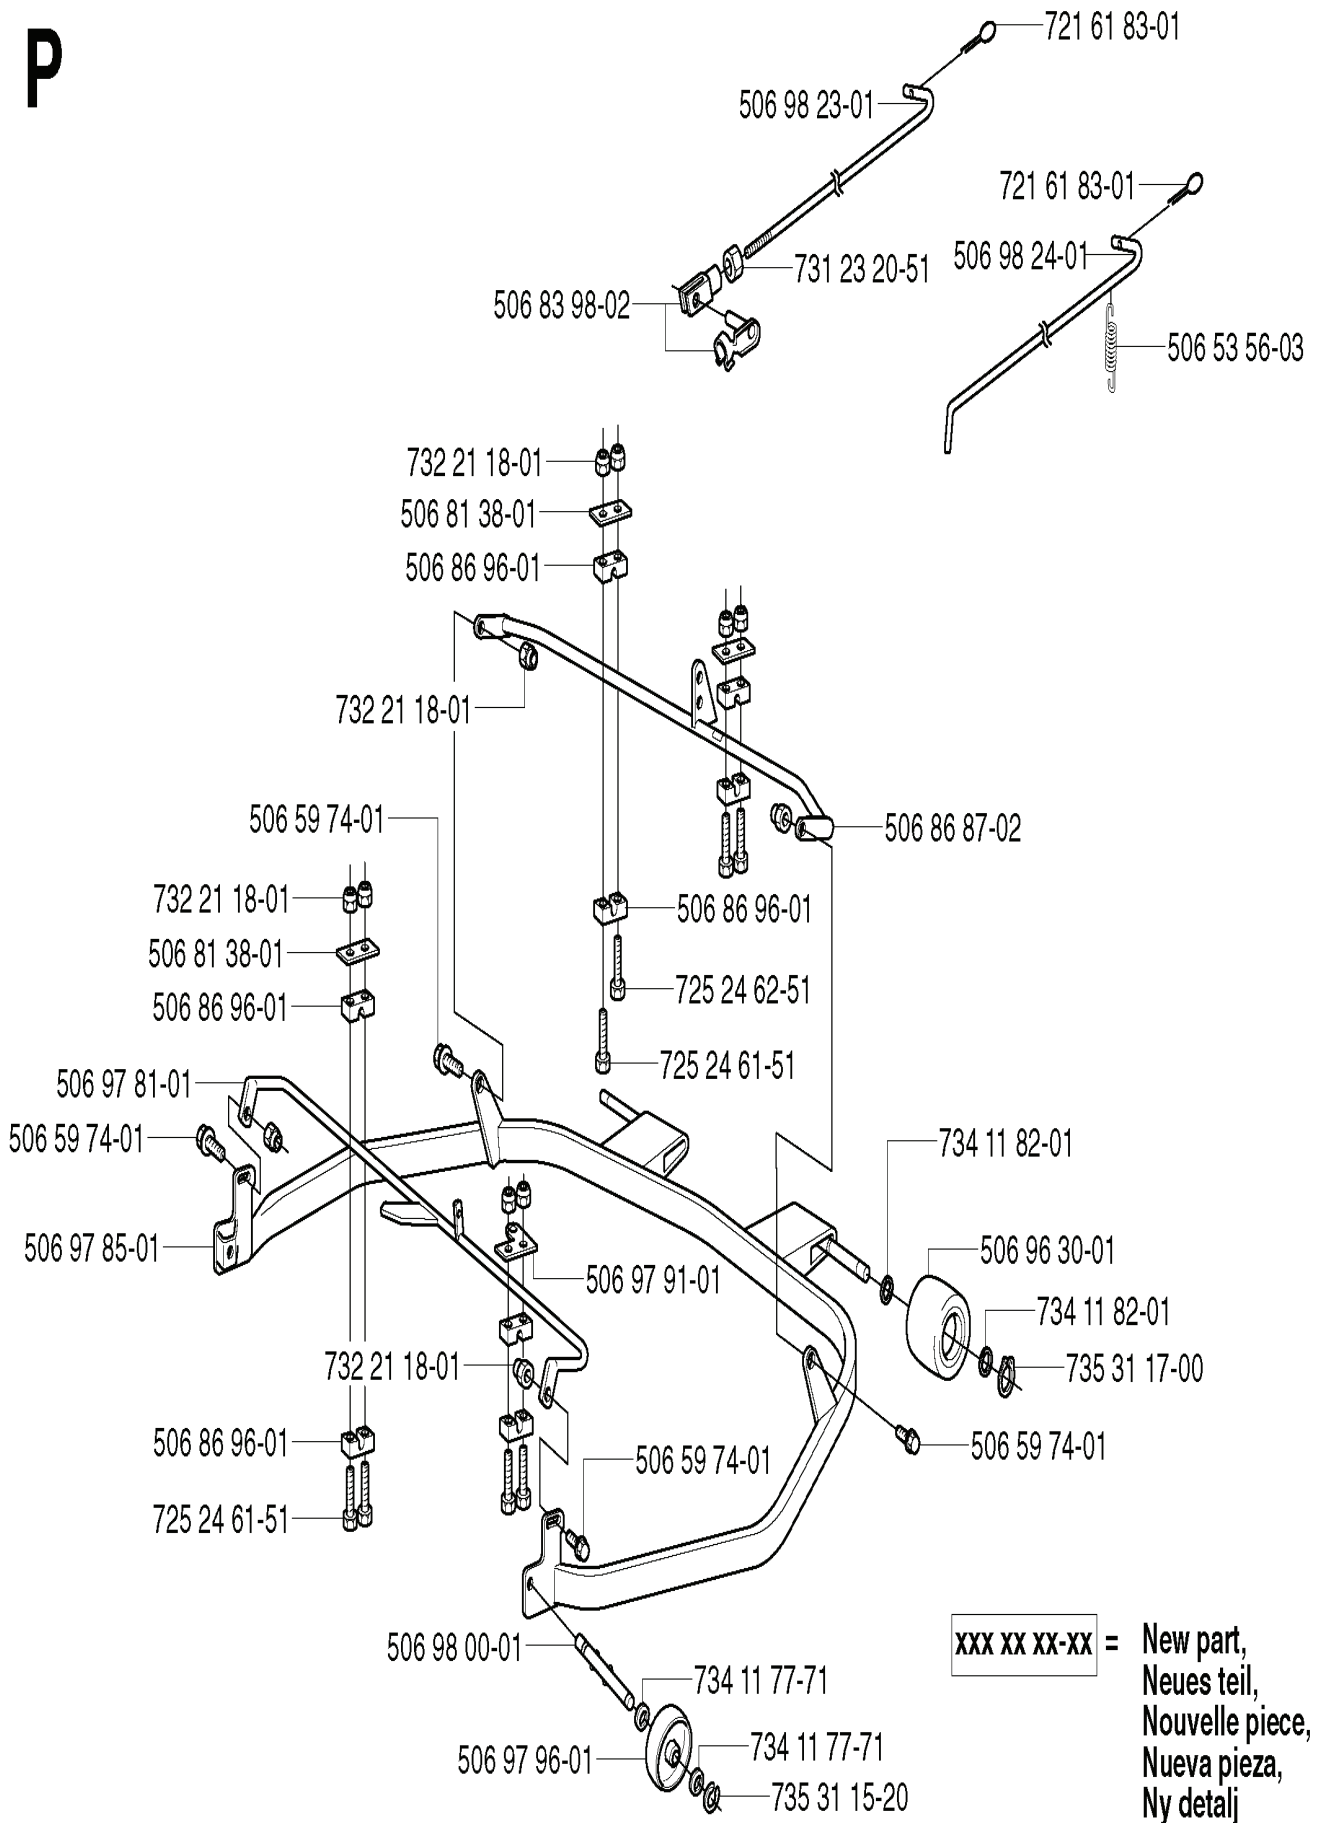 P
721 61 83-01
506 98 23-01
721 61 83-01
506 98 24-01
731 23 20-51
506 83 98-02
506 53 56-03
732 21 18-01
506 81 38-01
506 86 96-01
732 21 18-01
506 59 74-01
506 86 87-02
732 21 18-01
506 86 96-01
506 81 38-01
725 24 62-51
506 86 96-01
725 24 61-51
506 97 81-01
506 59 74-01
734 11 82-01
506 97 85-01
506 96 30-01
506 97 91-01
734 11 82-01
732 21 18-01
735 31 17-00
506 86 96-01
506 59 74-01
506 59 74-01
725 24 61-51
506 98 00-01
734 11 77-71
734 11 77-71
506 97 96-01
735 31 15-20
xxx xx xx-xx = New part,
Neues teil,
Nouvelle piece,
Nueva pieza,
Ny detalj